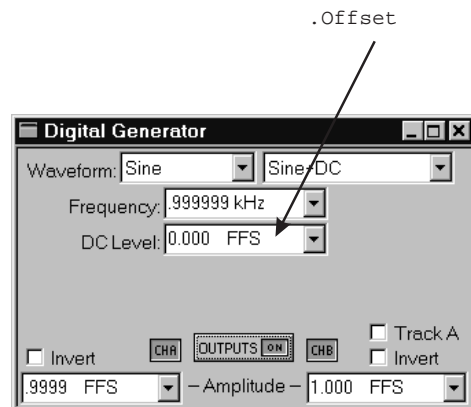 .Offset
Digital Generator
Waveform: Sine Sine+DC
Frequency: .999999 kHz
DC Level: 0.000 FFS
Track A
Invert CHA OUTPUTS ON CHB Invert
.9999 FFS – Amplitude – 1.000 FFS